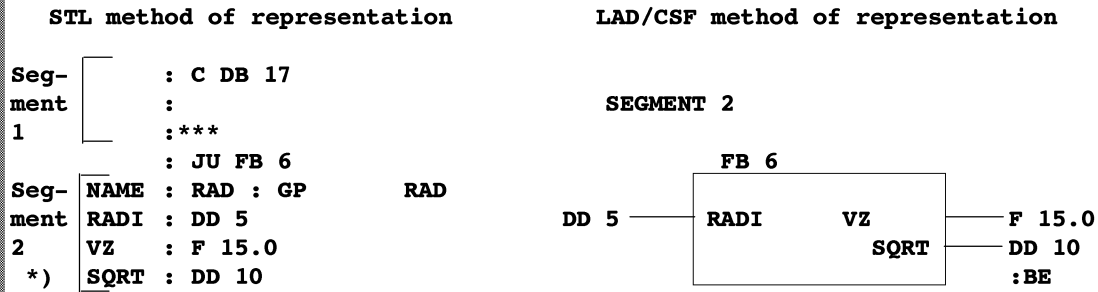 STL method of representation LAD/CSF method of representation
Seg- : C DB 17
ment : SEGMENT 2
1 :***
: JU FB 6 FB 6
Seg- NAME : RAD : GP RAD
ment RADI : DD 5 DD 5 RADI VZ F 15.0
2 VZ : F 15.0 SQRT DD 10
*) SQRT : DD 10 :BE